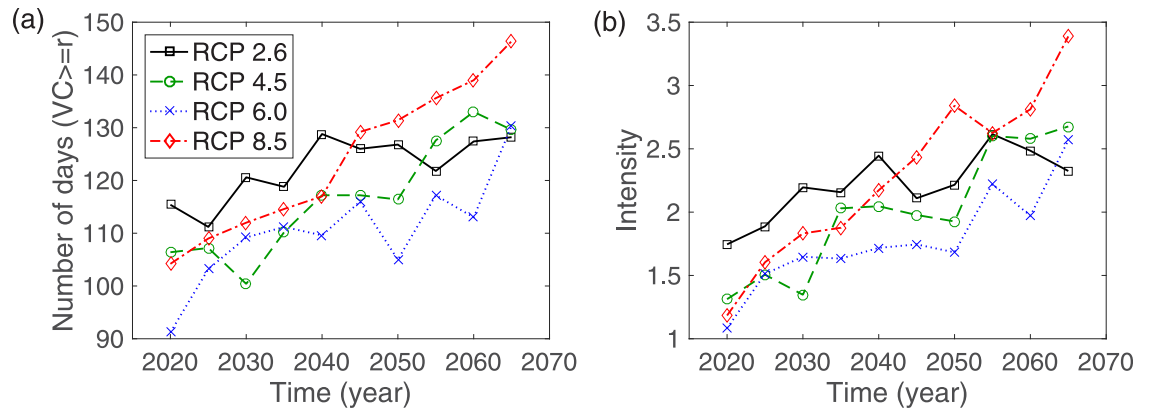 (a)
Number of days (VC>=r)
150
140
130
120
110
100
90
RCP 2.6
RCP 4.5
RCP 6.0
RCP 8.5
2020 2030 2040 2050 2060 2070
Time (year)
(b)
Intensity
3.5
3
2.5
2
1.5
1
2020 2030 2040 2050 2060 2070
Time (year)